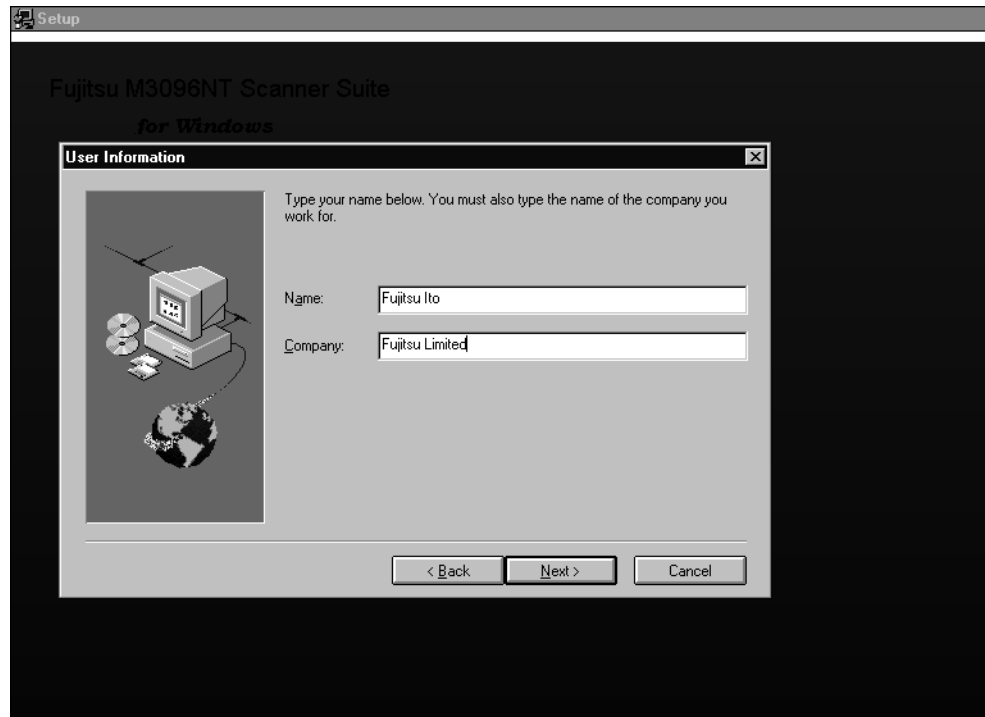 Setup
Fujitsu M3096NT Scanner Suite
for Windows
User Information
Type your name below. You must also type the name of the company you
work for.
Name: Fujitsu Ito
Company: Fujitsu Limited
< Back Next > Cancel